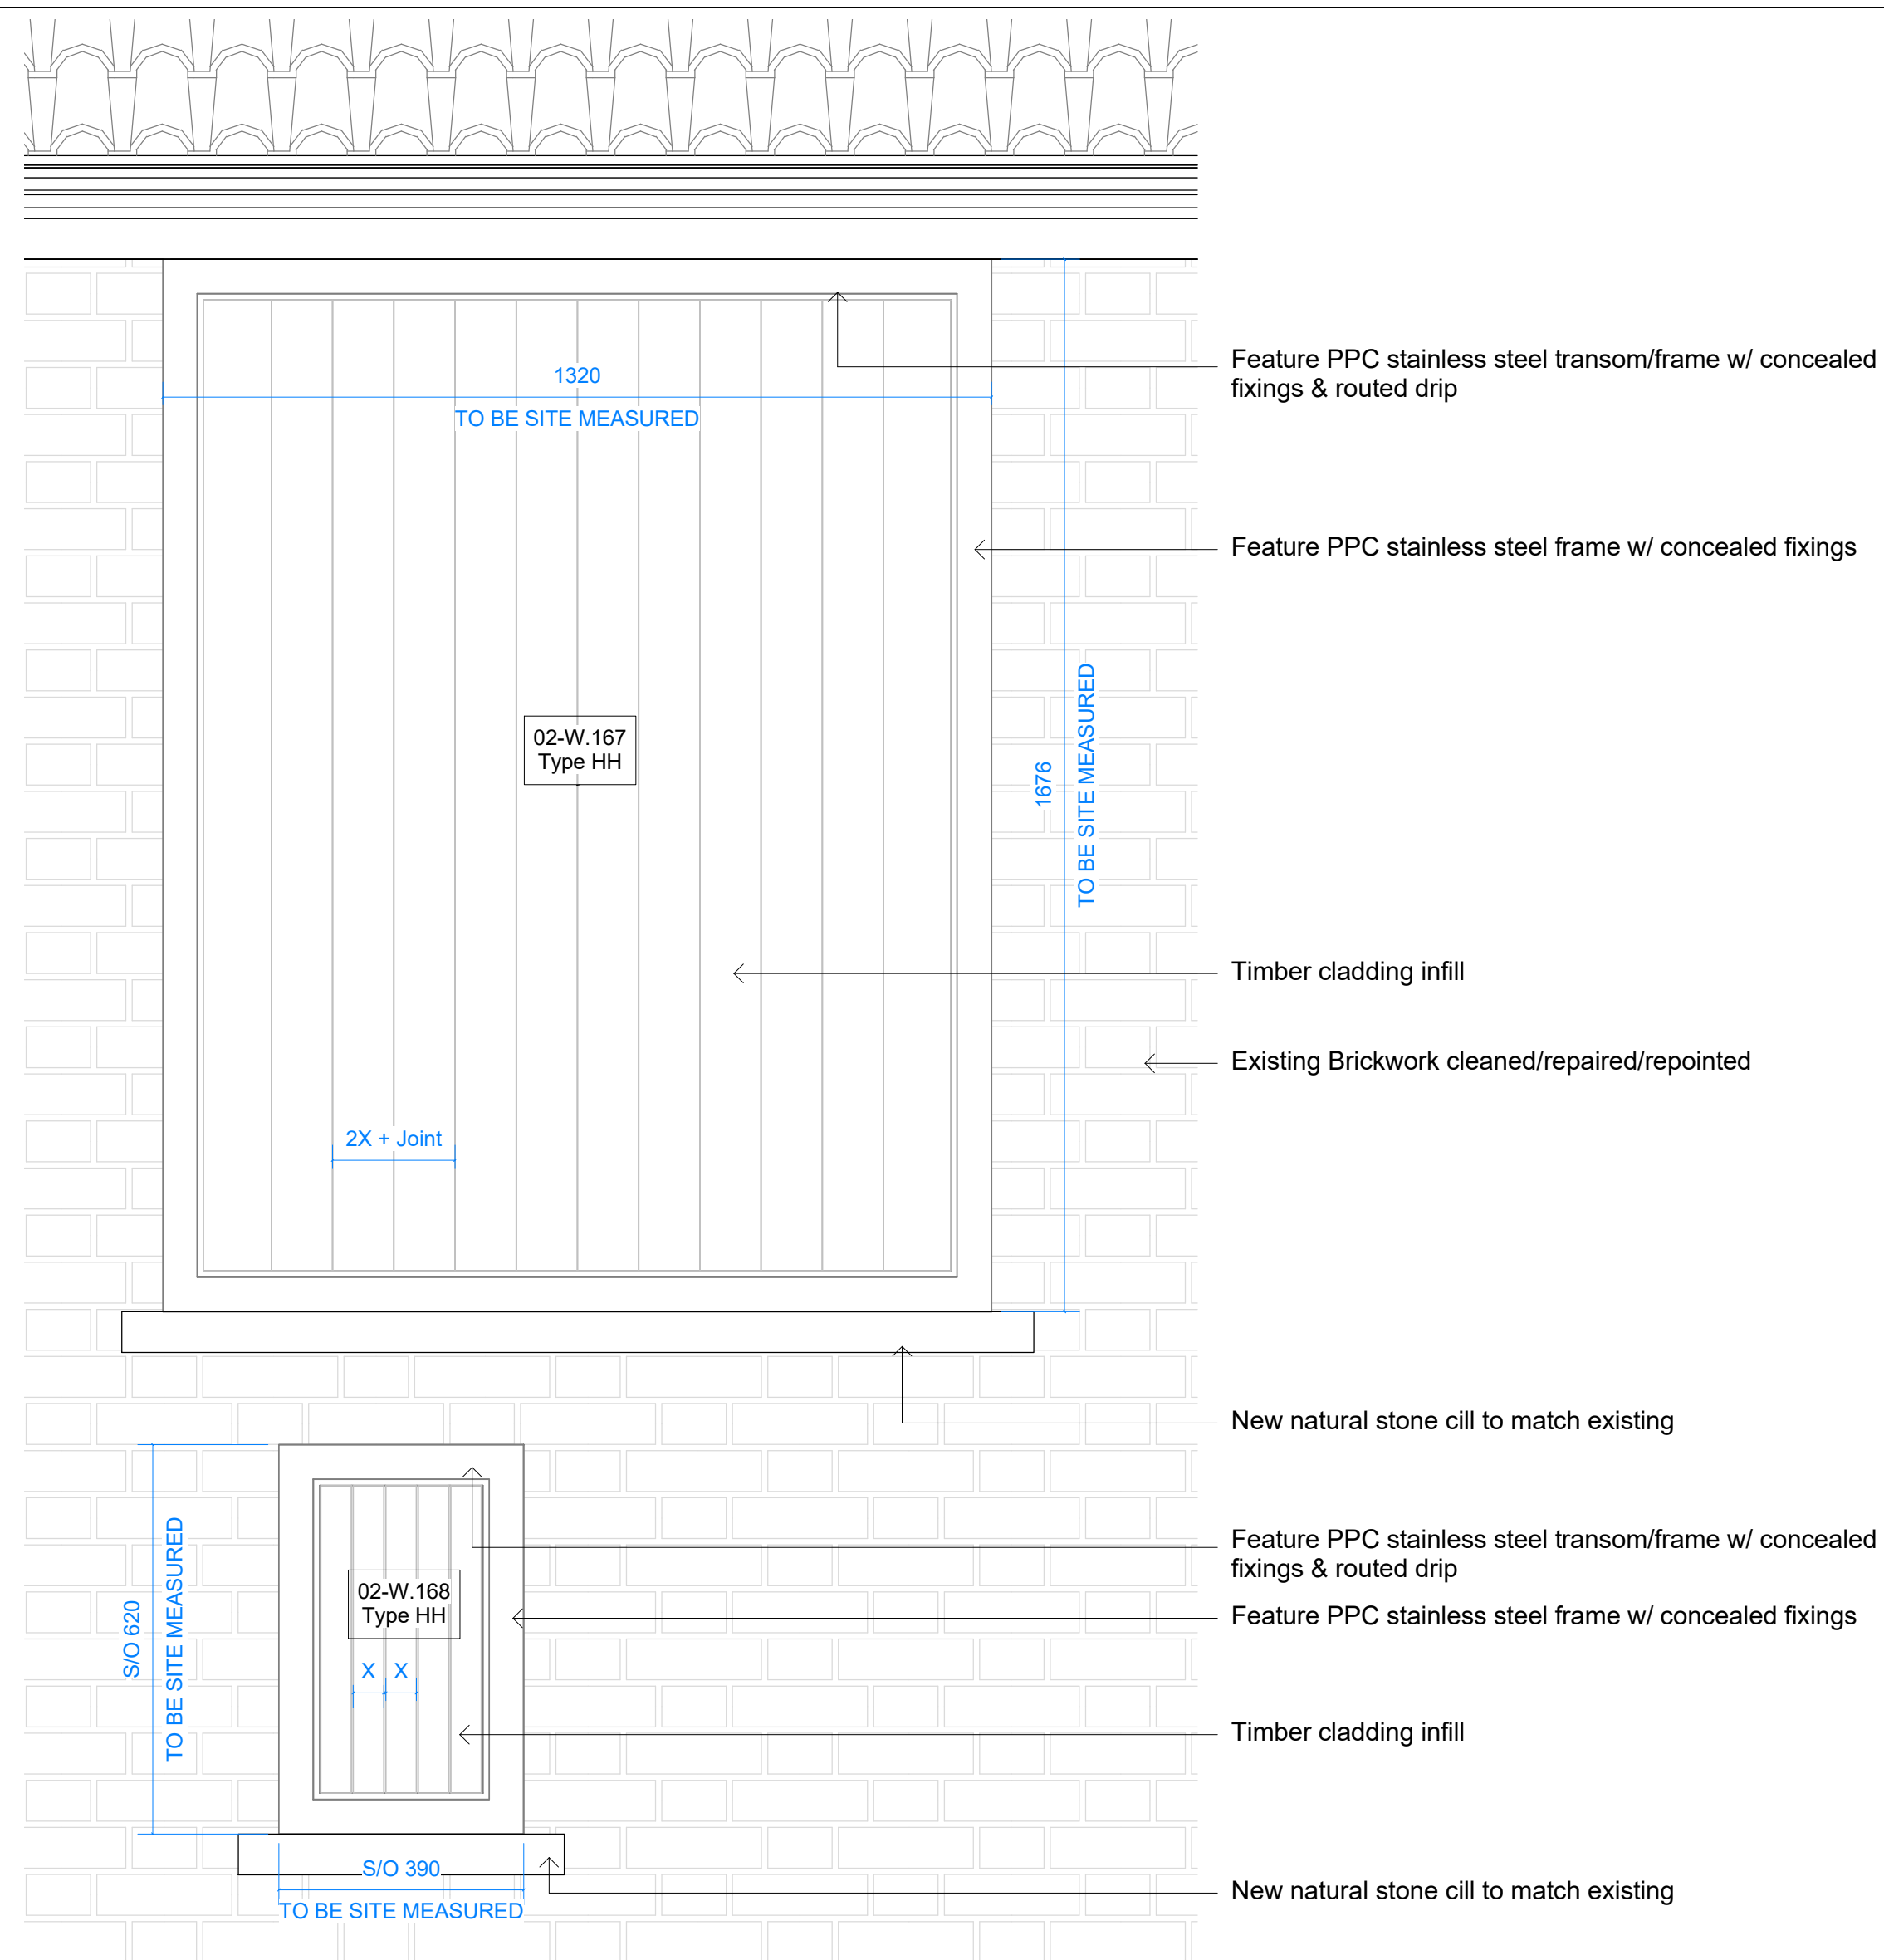 Feature PPC stainless steel transom/frame w/ concealed
fixings & routed drip
1320
TO BE SITE MEASURED
Feature PPC stainless steel frame w/ concealed fixings
02-W.167
Type HH
1676
TO BE SITE MEASURED
Timber cladding infill
Existing Brickwork cleaned/repaired/repointed
2X + Joint
New natural stone cill to match existing
Feature PPC stainless steel transom/frame w/ concealed
fixings & routed drip
02-W.168
Type HH
Feature PPC stainless steel frame w/ concealed fixings
S/O 620
TO BE SITE MEASURED
X X
Timber cladding infill
S/O 390
TO BE SITE MEASURED
New natural stone cill to match existing